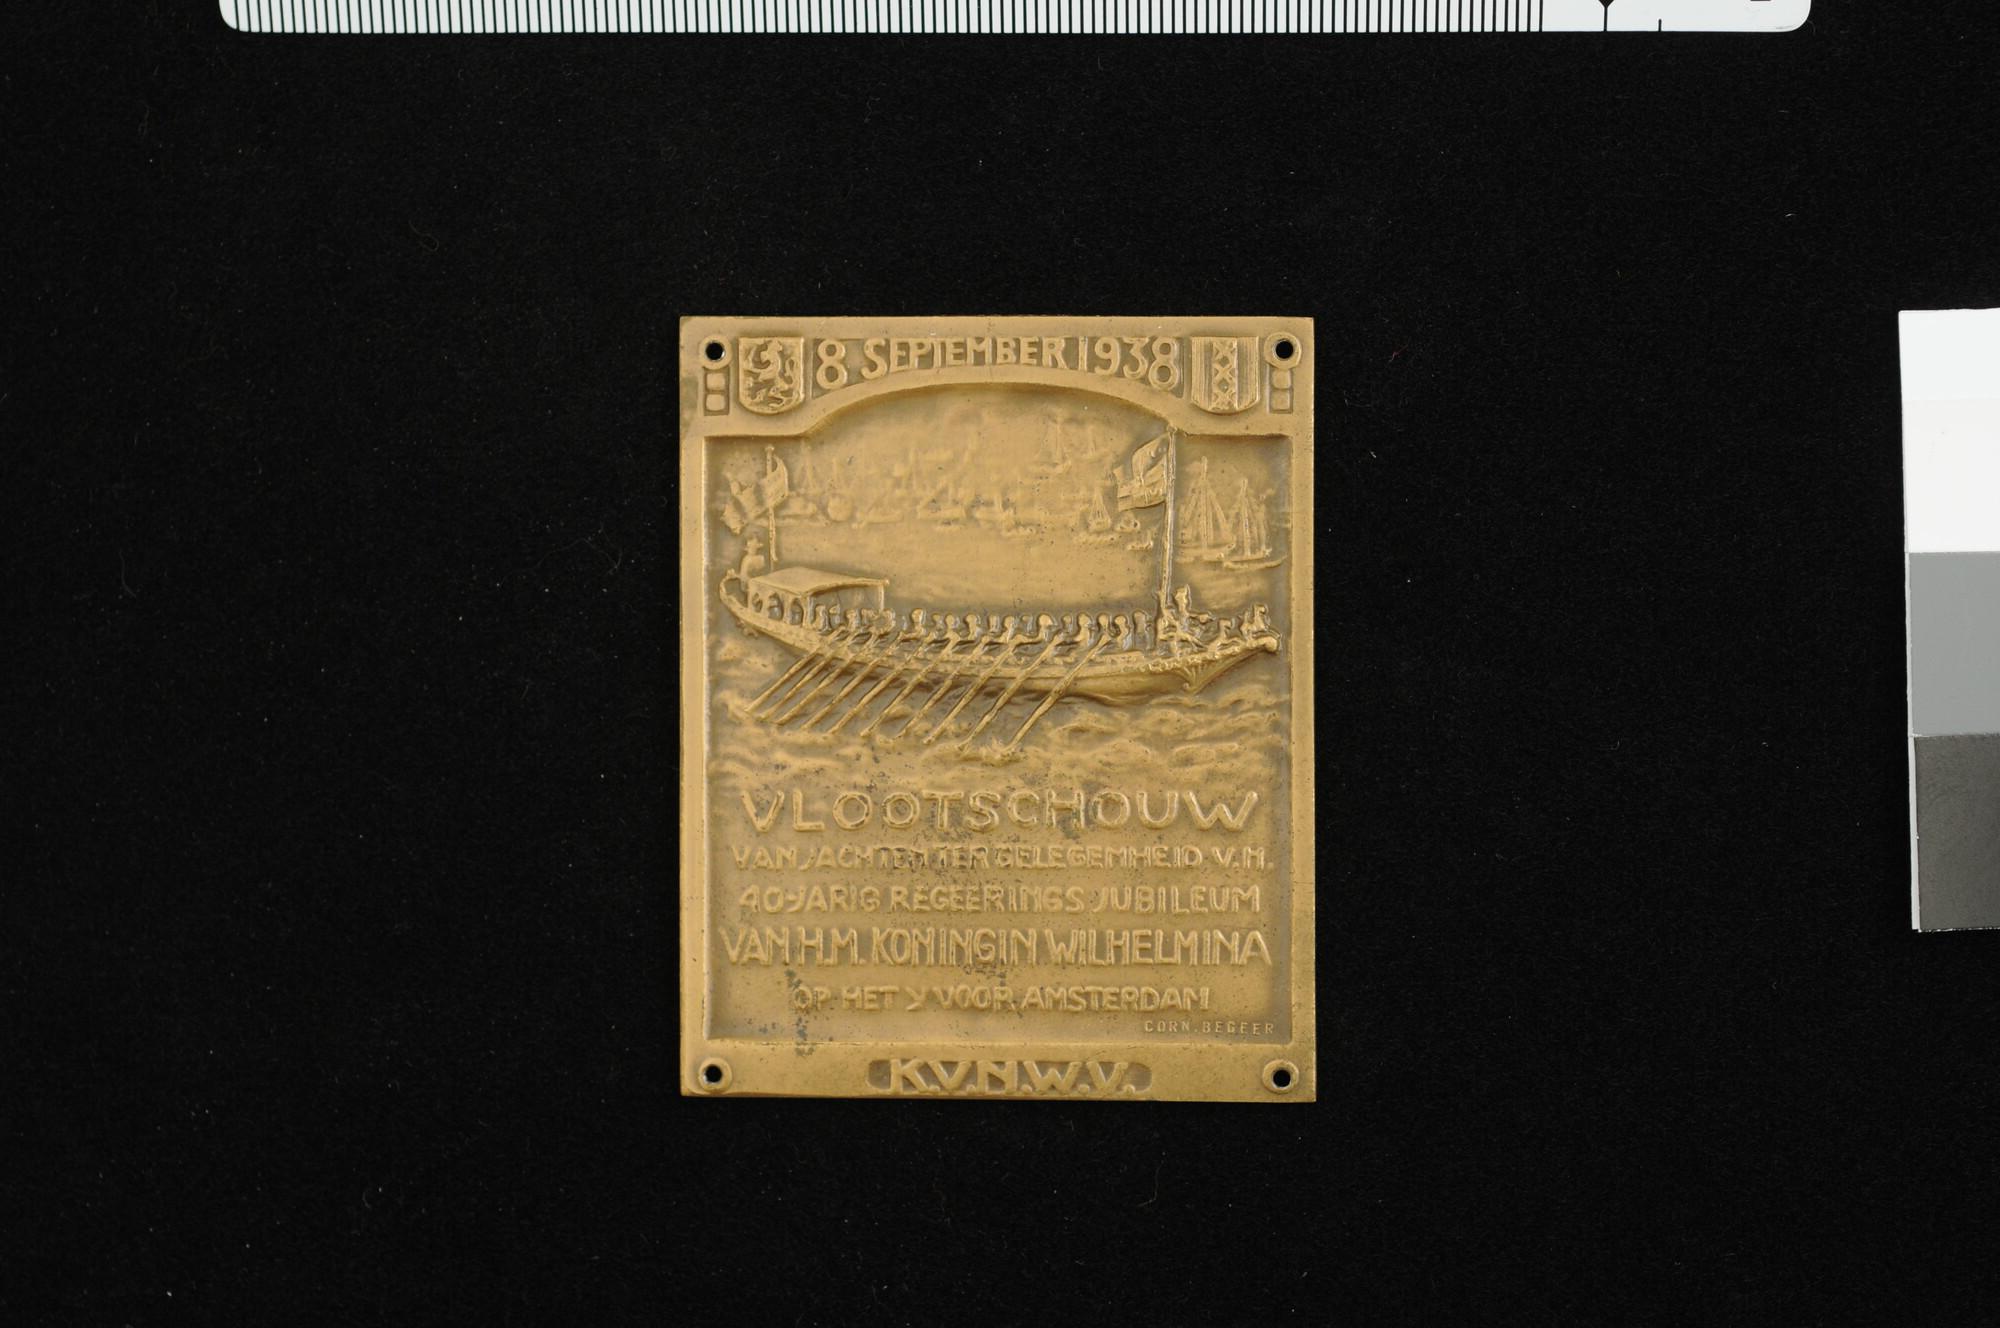 8 SEPTEMBER 1938
VLOOTSCHOUW
VAN JACHTEN TER GELEGENHEID V.H.
40-JARIG REGEERINGS JUBILEUM
VAN H.M. KONINGIN WILHELMINA
OP HET Y VOOR AMSTERDAM
CORN. BEGEER
K.V.N.W.V.